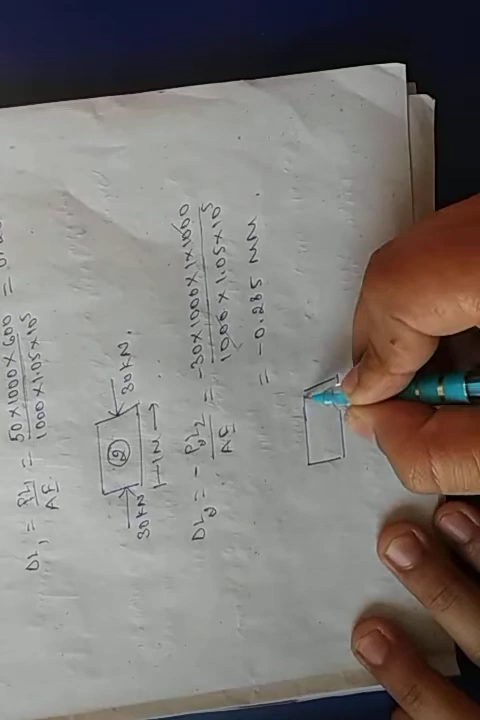 DL₁ = PL₁/AE = 50×1000×600/1000×1.05×10⁵ =
②
30KN
30KN.
1M
DL₂ = -P₂L₂/AE = -30×1000×1×1000/1000×1.05×10⁵
= -0.285 MM.